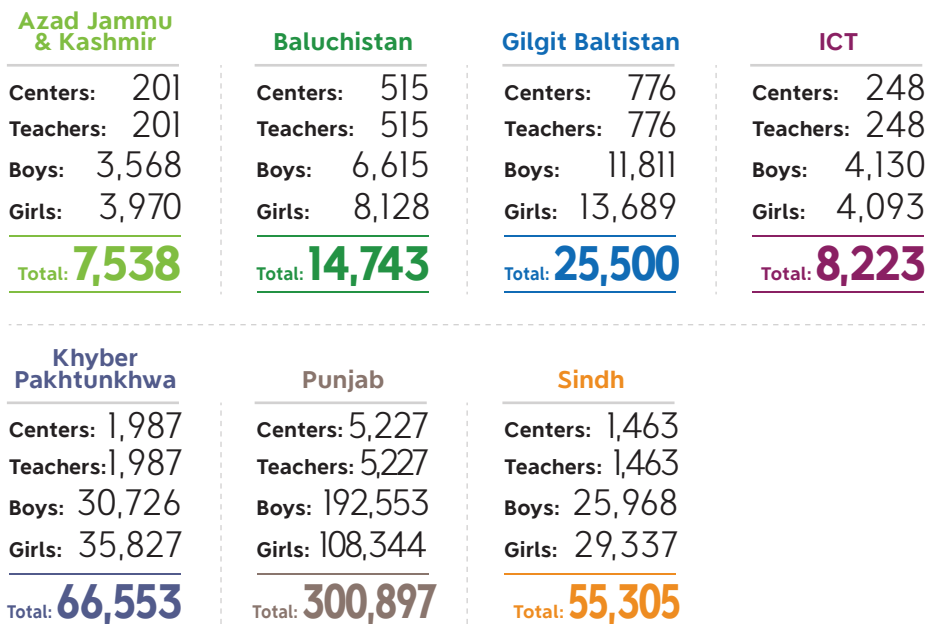 Azad Jammu
& Kashmir
Centers: 201
Teachers: 201
Boys: 3,568
Girls: 3,970
Total: 7,538
Baluchistan
Centers: 515
Teachers: 515
Boys: 6,615
Girls: 8,128
Total: 14,743
Gilgit Baltistan
Centers: 776
Teachers: 776
Boys: 11,811
Girls: 13,689
Total: 25,500
ICT
Centers: 248
Teachers: 248
Boys: 4,130
Girls: 4,093
Total: 8,223
Khyber
Pakhtunkhwa
Centers: 1,987
Teachers: 1,987
Boys: 30,726
Girls: 35,827
Total: 66,553
Punjab
Centers: 5,227
Teachers: 5,227
Boys: 192,553
Girls: 108,344
Total: 300,897
Sindh
Centers: 1,463
Teachers: 1,463
Boys: 25,968
Girls: 29,337
Total: 55,305